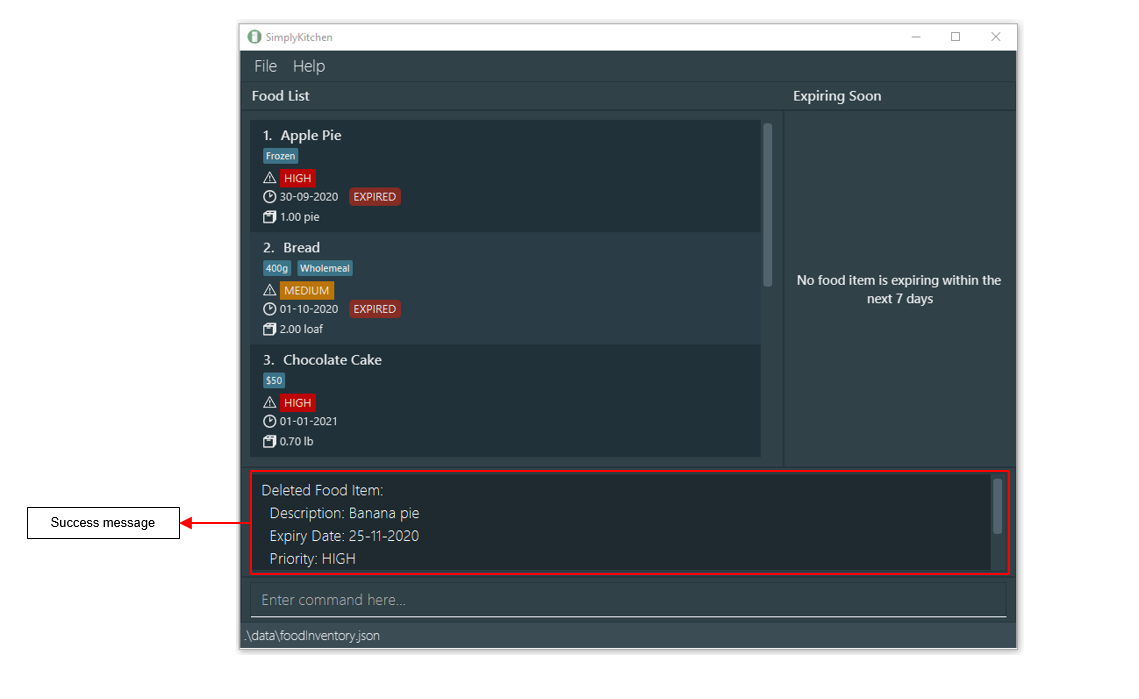 SimplyKitchen
File Help
Food List
Expiring Soon
1. Apple Pie
Frozen
HIGH
30-09-2020 EXPIRED
1.00 pie
2. Bread
400g Wholemeal
MEDIUM
01-10-2020 EXPIRED
2.00 loaf
3. Chocolate Cake
$50
HIGH
01-01-2021
0.70 lb
No food item is expiring within the
next 7 days
Success message
Deleted Food Item:
Description: Banana pie
Expiry Date: 25-11-2020
Priority: HIGH
Enter command here...
.\data\foodInventory.json